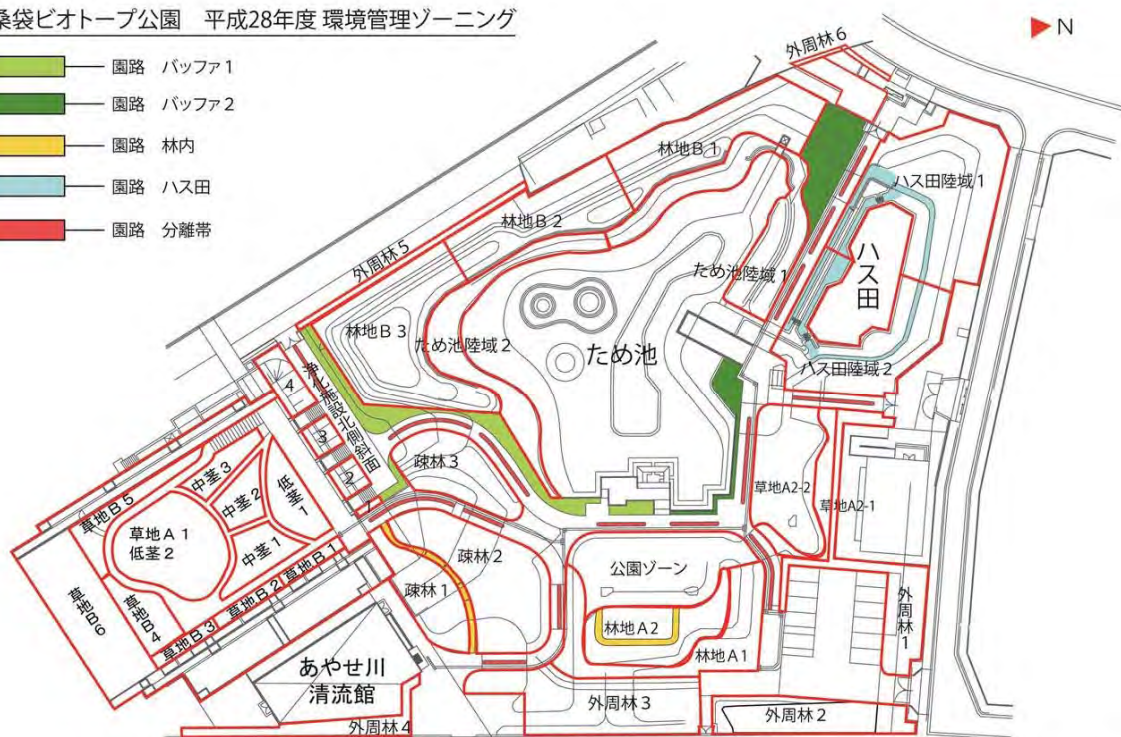 桑袋ビオトープ公園　平成28年度 環境管理ゾーニング
N
園路　バッファ1
園路　バッファ2
園路　林内
園路　ハス田
園路　分離帯
外周林6
林地B 1
ハス田陸域 1
林地B 2
ため池陸域 1
ハス田
外周林5
林地B 3
ため池陸域 2
ため池
ハス田陸域 2
浄化施設北側斜面
4
3
2
1
疎林3
草地A2-2
草地A2-1
中茎3
中茎2
低茎1
草地B 5
草地A 1
低茎2
中茎1
疎林2
公園ゾーン
草地B1
草地B2
草地B3
草地B4
草地B6
疎林1
林地A2
林地A1
外周林1
あやせ川
清流館
外周林3
外周林2
外周林4